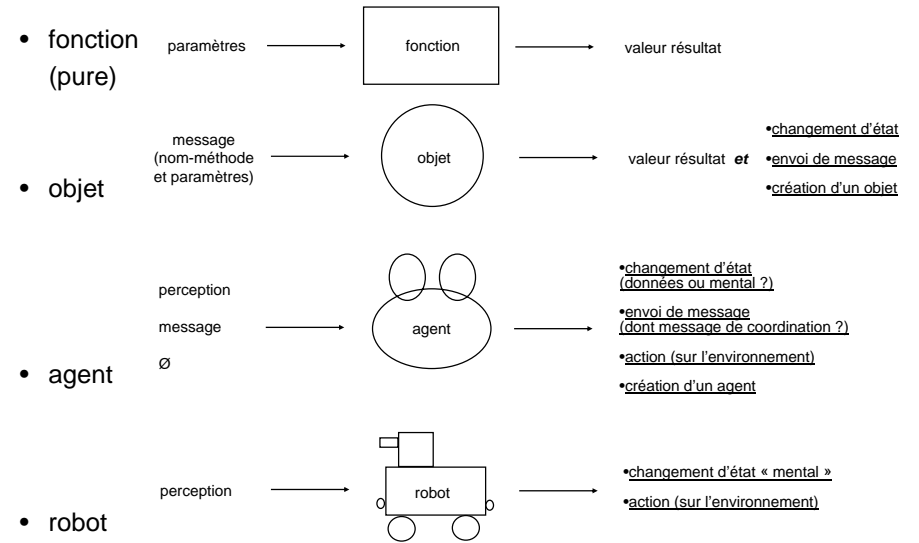 • fonction
(pure)
paramètres
fonction
valeur résultat
• objet
message
(nom-méthode
et paramètres)
objet
valeur résultat et
•changement d'état
•envoi de message
•création d'un objet
• agent
perception
message
Ø
agent
•changement d'état
(données ou mental ?)
•envoi de message
(dont message de coordination ?)
•action (sur l'environnement)
•création d'un agent
• robot
perception
robot
•changement d'état « mental »
•action (sur l'environnement)